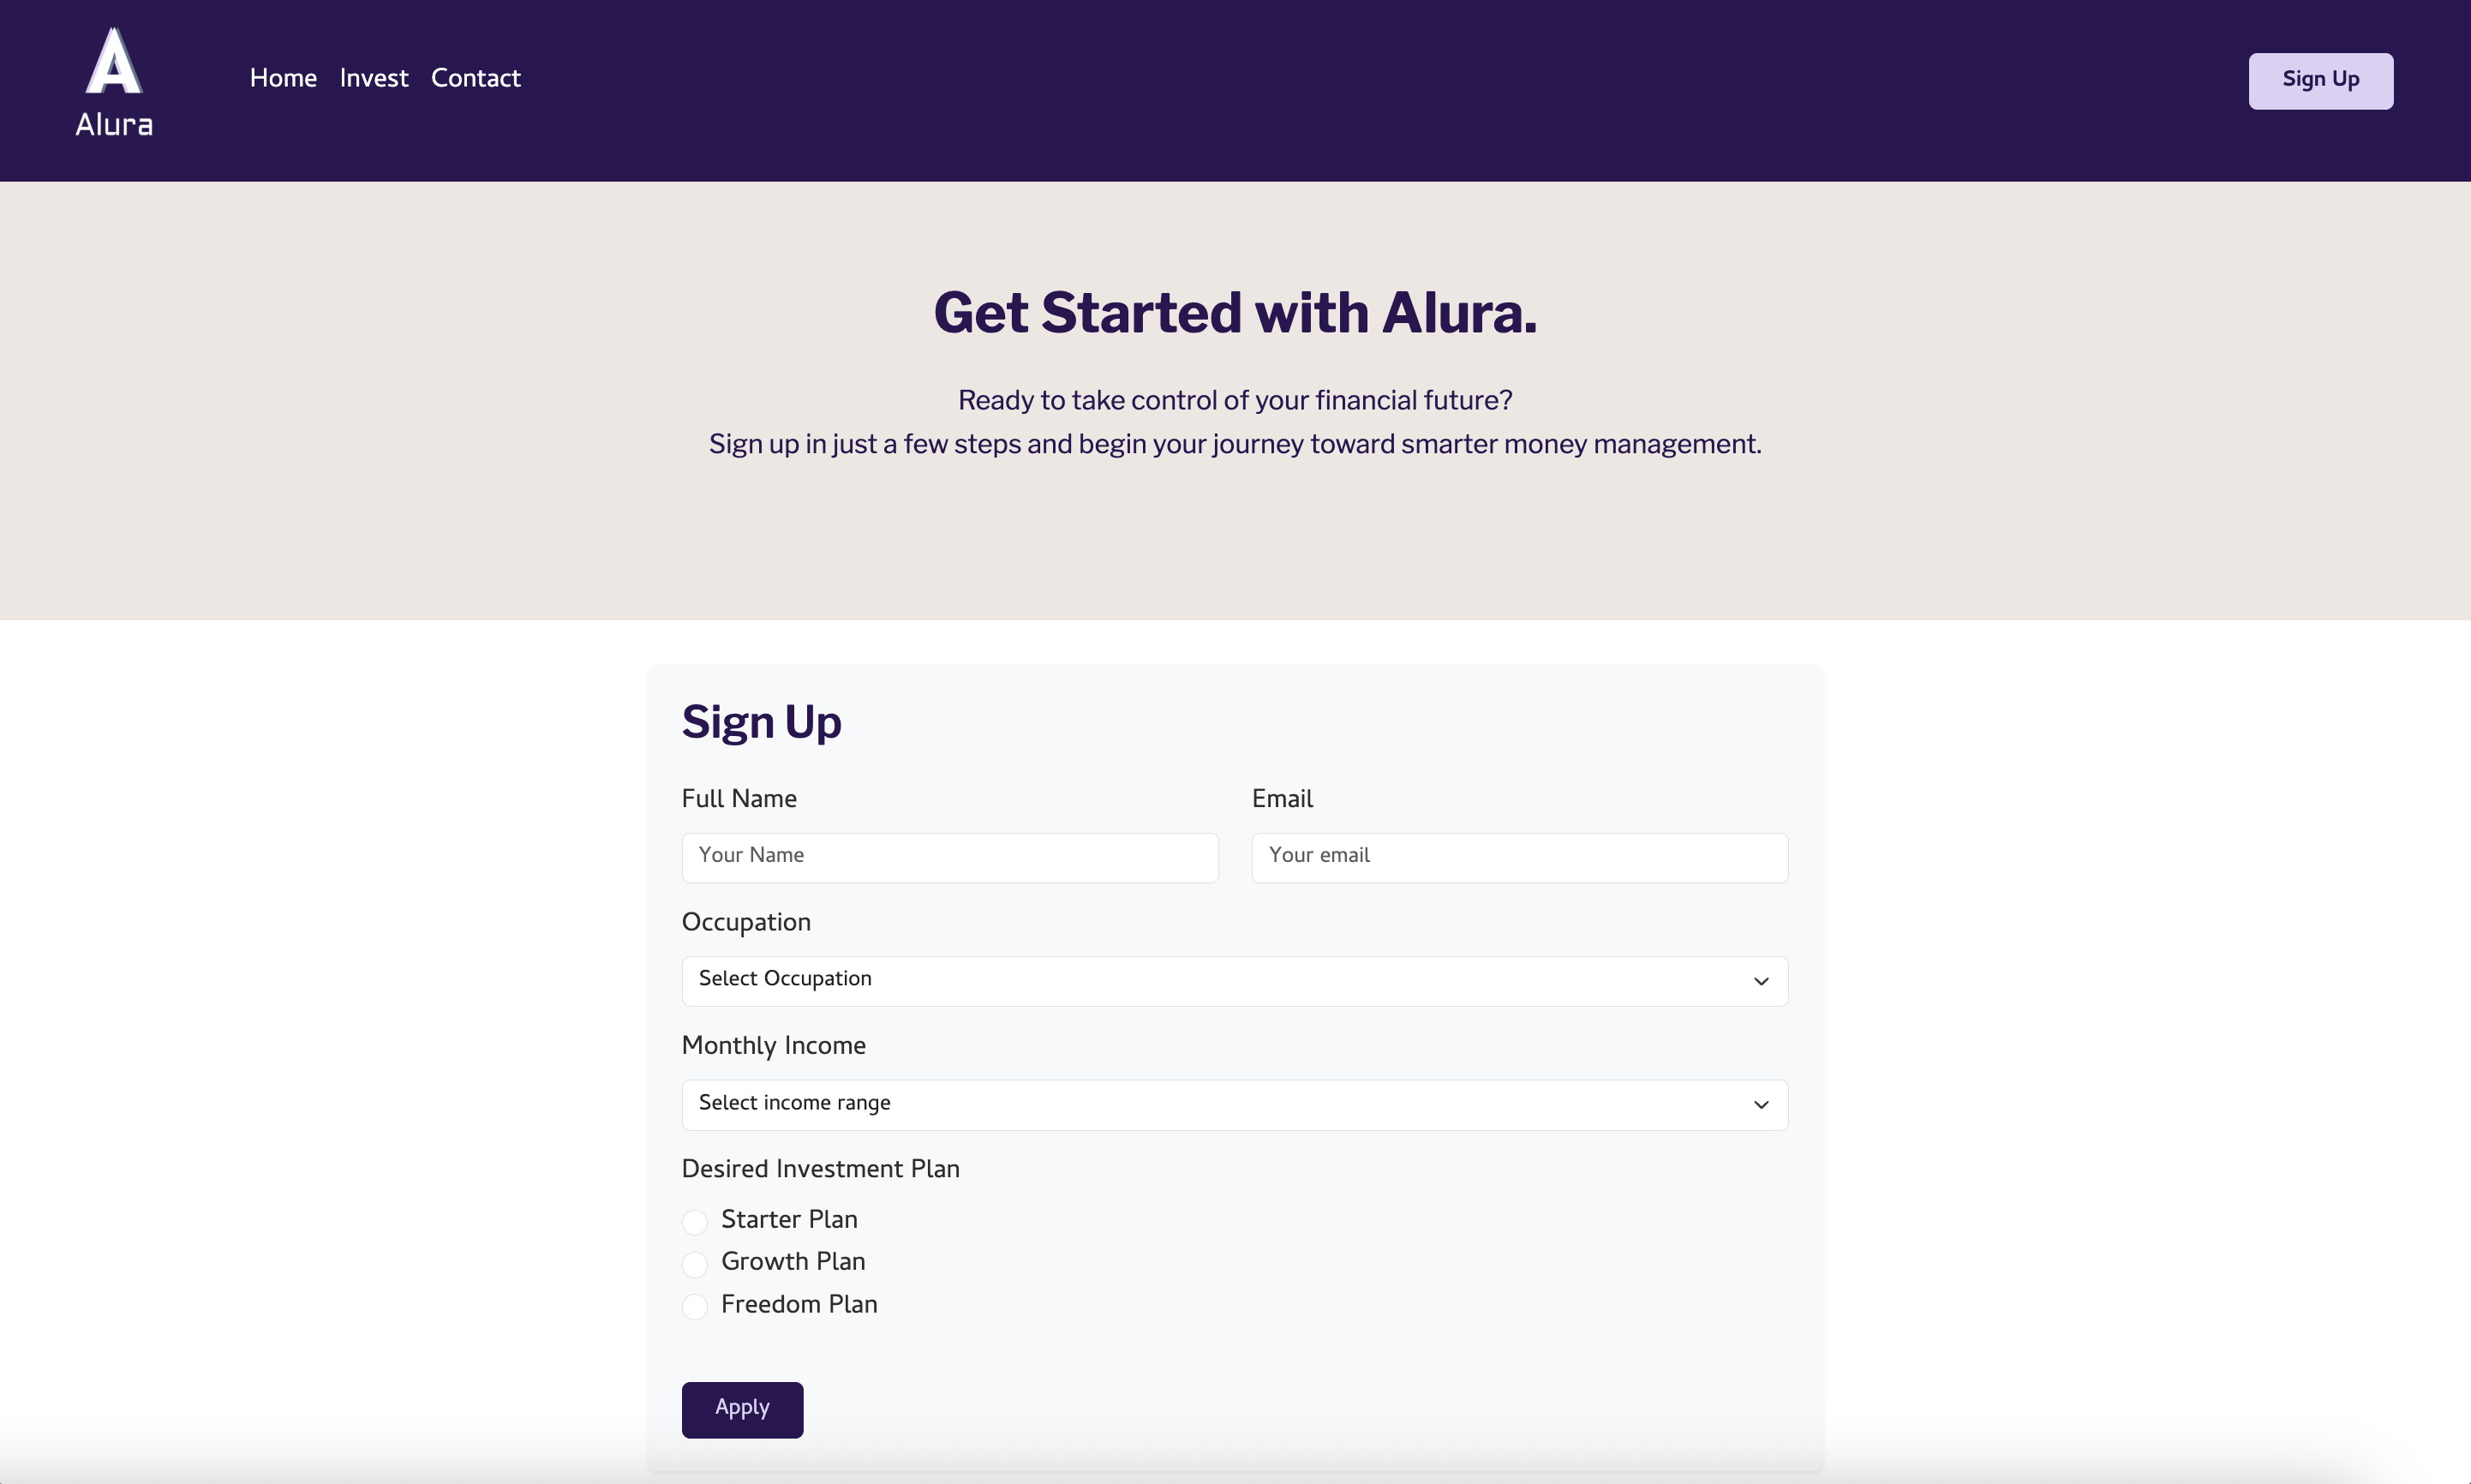 A
Alura
Home Invest Contact
Sign Up
Get Started with Alura.
Ready to take control of your financial future?
Sign up in just a few steps and begin your journey toward smarter money management.
Sign Up
Full Name
Your Name
Email
Your email
Occupation
Select Occupation
Monthly Income
Select income range
Desired Investment Plan
Starter Plan
Growth Plan
Freedom Plan
Apply